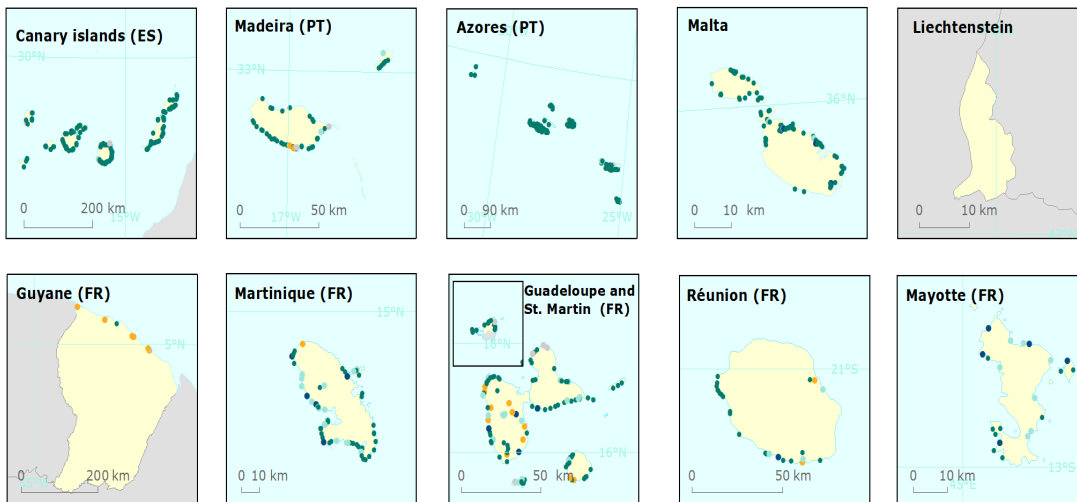 Canary islands (ES)
30°N
0 200 km
15°W
Madeira (PT)
33°N
0 50 km
17°W
Azores (PT)
0 90 km
30°W
25°W
Malta
36°N
0 10 km
Liechtenstein
0 10 km
Guyane (FR)
5°N
0 200 km
Martinique (FR)
15°N
0 10 km
Guadeloupe and
St. Martin (FR)
18°N
16°N
0 50 km
Réunion (FR)
21°S
0 50 km
Mayotte (FR)
13°S
0 10 km
45°E